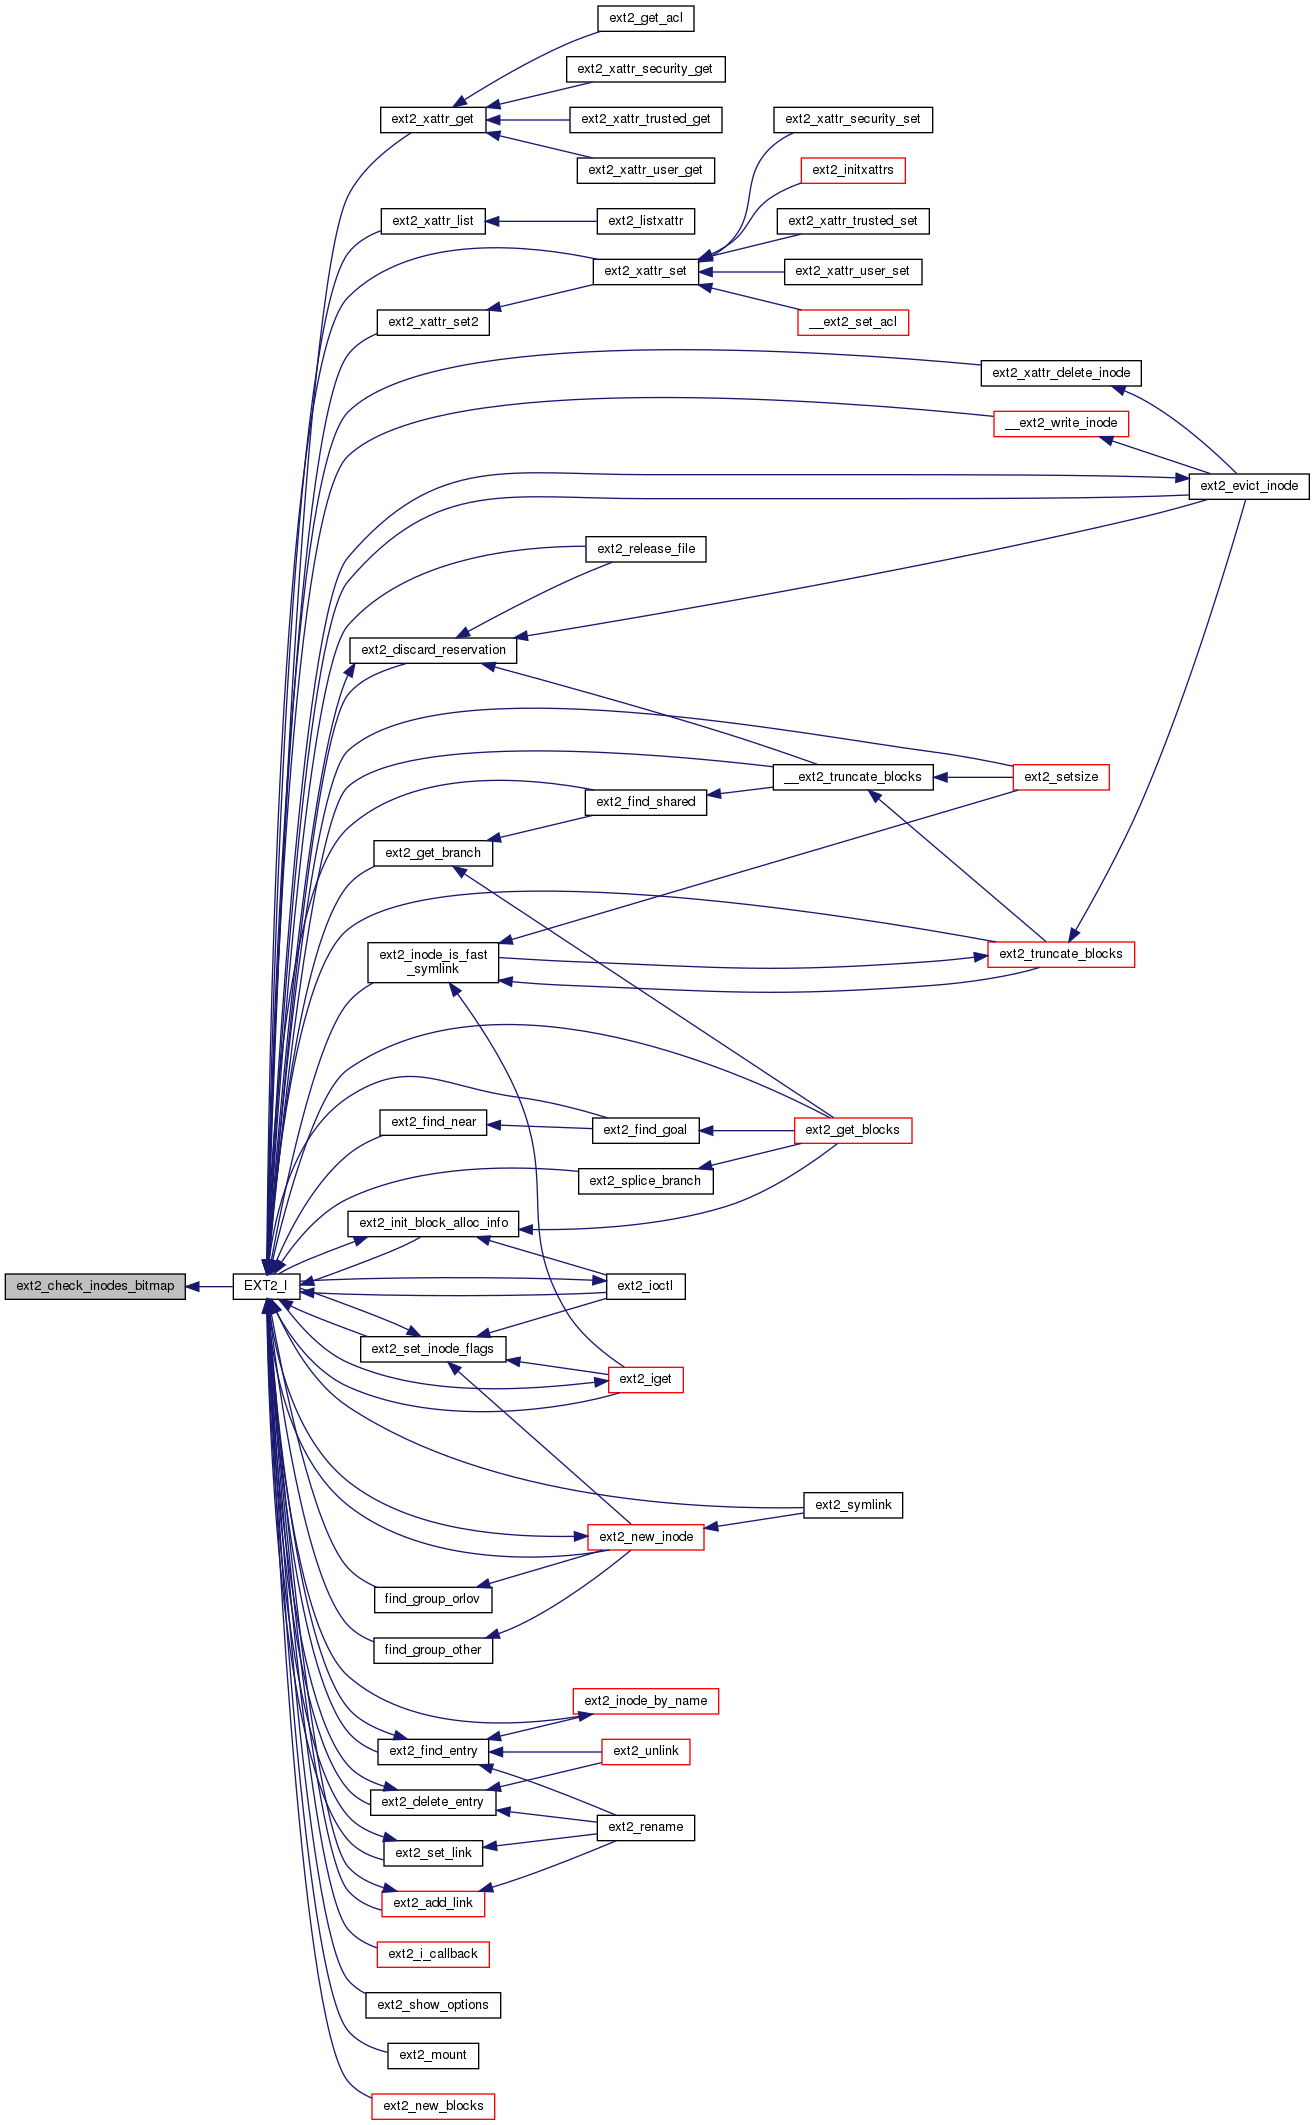 ext2_get_acl
ext2_xattr_security_get
ext2_xattr_get
ext2_xattr_trusted_get
ext2_xattr_security_set
ext2_xattr_user_get
ext2_initxattrs
ext2_xattr_list
ext2_listxattr
ext2_xattr_trusted_set
ext2_xattr_set
ext2_xattr_user_set
ext2_xattr_set2
__ext2_set_acl
ext2_xattr_delete_inode
__ext2_write_inode
ext2_evict_inode
ext2_release_file
ext2_discard_reservation
__ext2_truncate_blocks
ext2_setsize
ext2_find_shared
ext2_get_branch
ext2_inode_is_fast
_symlink
ext2_truncate_blocks
ext2_find_near
ext2_find_goal
ext2_get_blocks
ext2_splice_branch
ext2_init_block_alloc_info
ext2_check_inodes_bitmap
EXT2_I
ext2_ioctl
ext2_set_inode_flags
ext2_iget
ext2_symlink
ext2_new_inode
find_group_orlov
find_group_other
ext2_inode_by_name
ext2_find_entry
ext2_unlink
ext2_delete_entry
ext2_rename
ext2_set_link
ext2_add_link
ext2_i_callback
ext2_show_options
ext2_mount
ext2_new_blocks